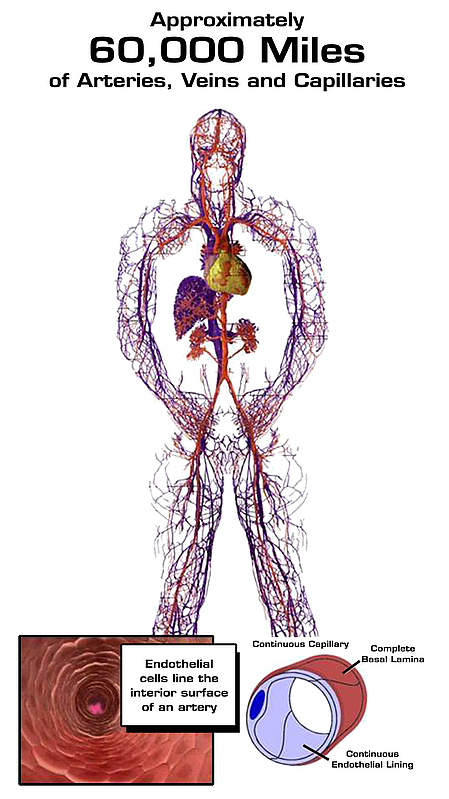 Approximately
60,000 Miles
of Arteries, Veins and Capillaries
Endothelial
cells line the
interior surface
of an artery
Continuous Capillary
Complete
Basal Lamina
Continuous
Endothelial Lining